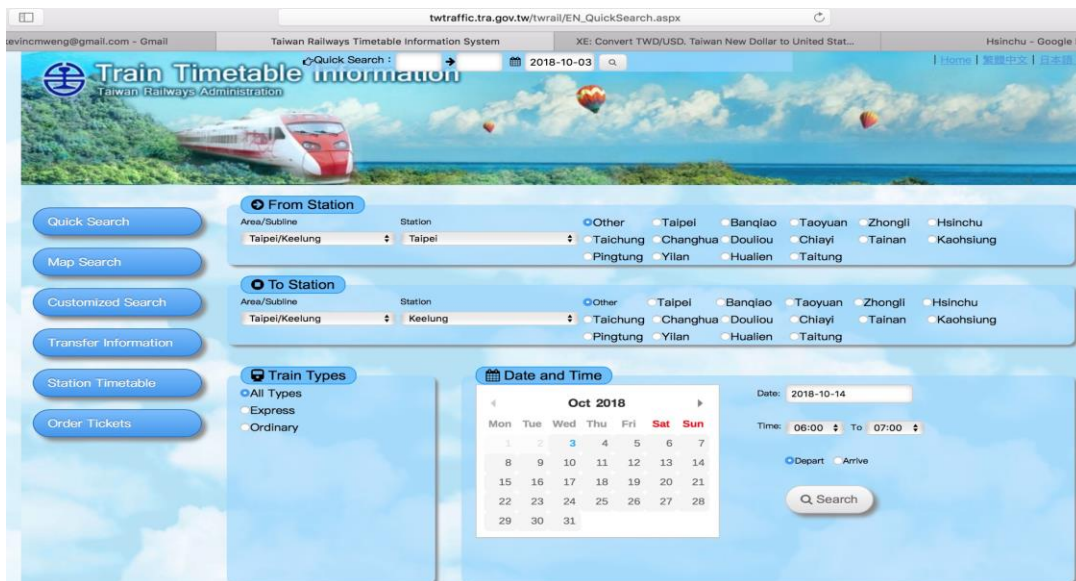 twtraffic.tra.gov.tw/twrail/EN_QuickSearch.aspx
kevincmweng@gmail.com - Gmail
Taiwan Railways Timetable Information System
XE: Convert TWD/USD. Taiwan New Dollar to United Stat...
Hsinchu - Google
Quick Search :
2018-10-03
| Home | 繁體中文 | 日本語
Train Timetable Information
Taiwan Railways Administration
Quick Search
Map Search
Customized Search
Transfer Information
Station Timetable
Order Tickets
From Station
Area/Subline Station
Taipei/Keelung Taipei
Other Taipei Banqiao Taoyuan Zhongli Hsinchu
Taichung Changhua Douliou Chiayi Tainan Kaohsiung
Pingtung Yilan Hualien Taitung
To Station
Area/Subline Station
Taipei/Keelung Keelung
Other Taipei Banqiao Taoyuan Zhongli Hsinchu
Taichung Changhua Douliou Chiayi Tainan Kaohsiung
Pingtung Yilan Hualien Taitung
Train Types
All Types
Express
Ordinary
Date and Time
Oct 2018
Mon Tue Wed Thu Fri Sat Sun
1 2 3 4 5 6 7
8 9 10 11 12 13 14
15 16 17 18 19 20 21
22 23 24 25 26 27 28
29 30 31
Date: 2018-10-14
Time: 06:00 To 07:00
Depart Arrive
Search